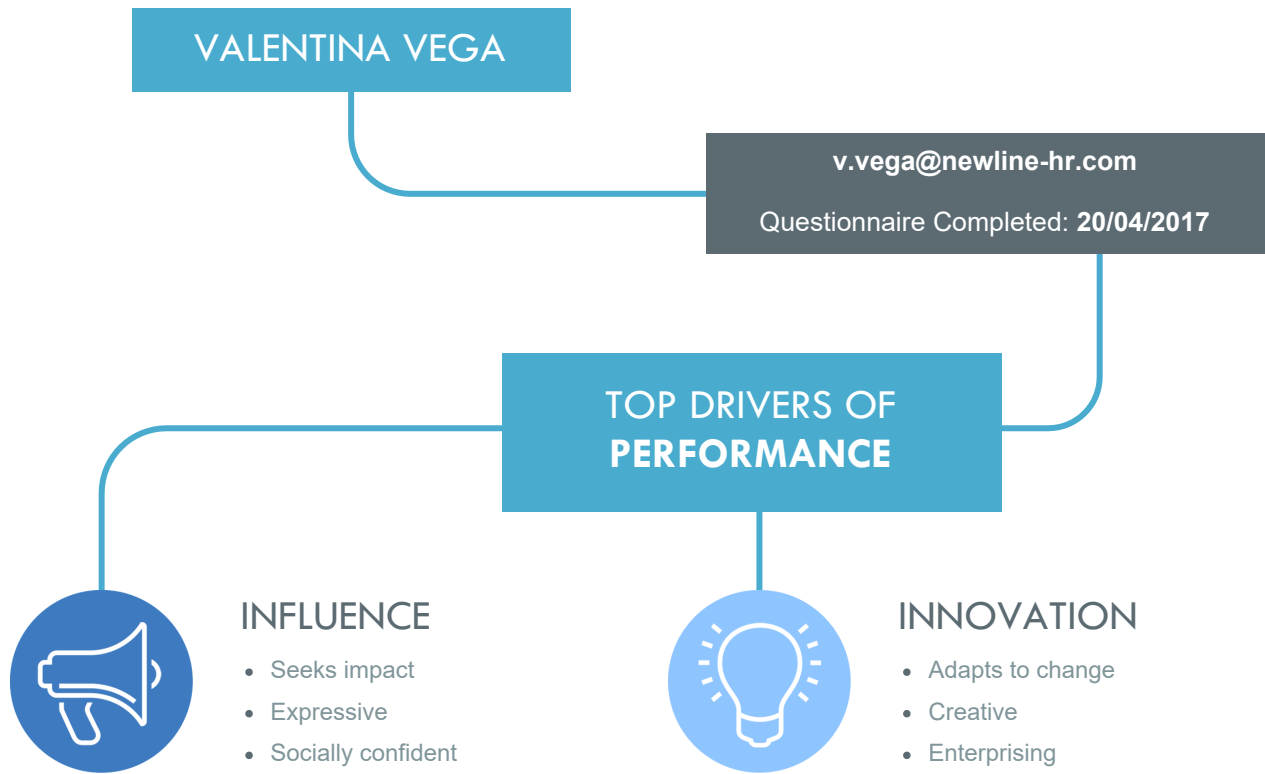 VALENTINA VEGA
v.vega@newline-hr.com
Questionnaire Completed: 20/04/2017
TOP DRIVERS OF
PERFORMANCE
INFLUENCE
• Seeks impact
• Expressive
• Socially confident
INNOVATION
• Adapts to change
• Creative
• Enterprising